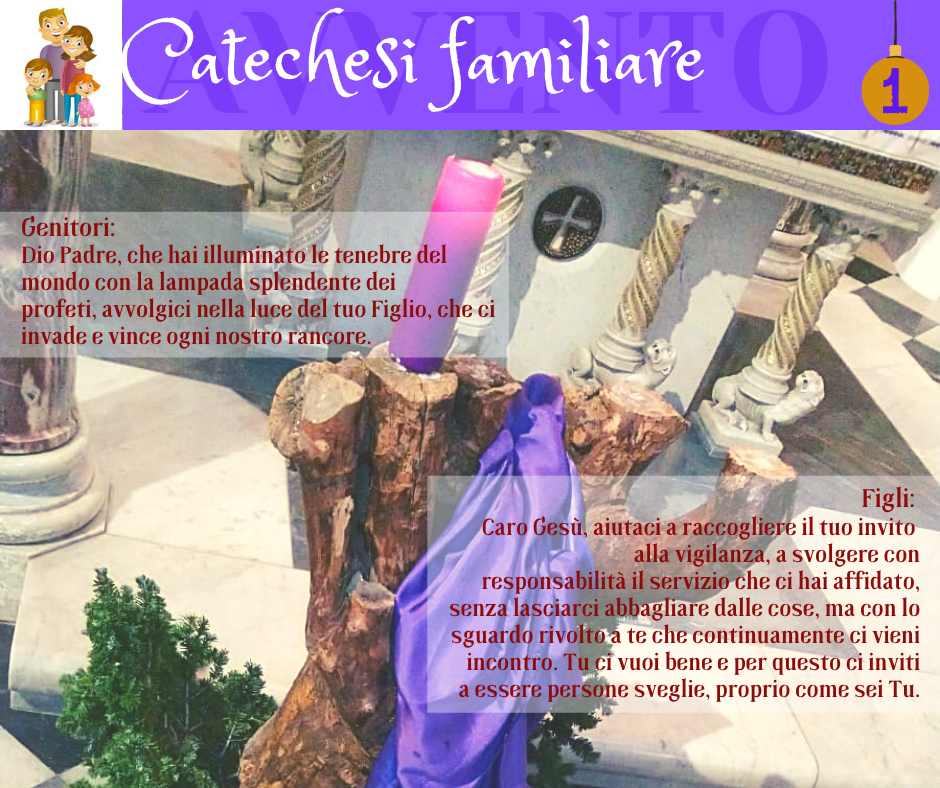 AVVENTO
Catechesi familiare
1
Genitori:
Dio Padre, che hai illuminato le tenebre del
mondo con la lampada splendente dei
profeti, avvolgici nella luce del tuo Figlio, che ci
invade e vince ogni nostro rancore.
Figli:
Caro Gesù, aiutaci a raccogliere il tuo invito
alla vigilanza, a svolgere con
responsabilità il servizio che ci hai affidato,
senza lasciarci abbagliare dalle cose, ma con lo
sguardo rivolto a te che continuamente ci vieni
incontro. Tu ci vuoi bene e per questo ci inviti
a essere persone sveglie, proprio come sei Tu.